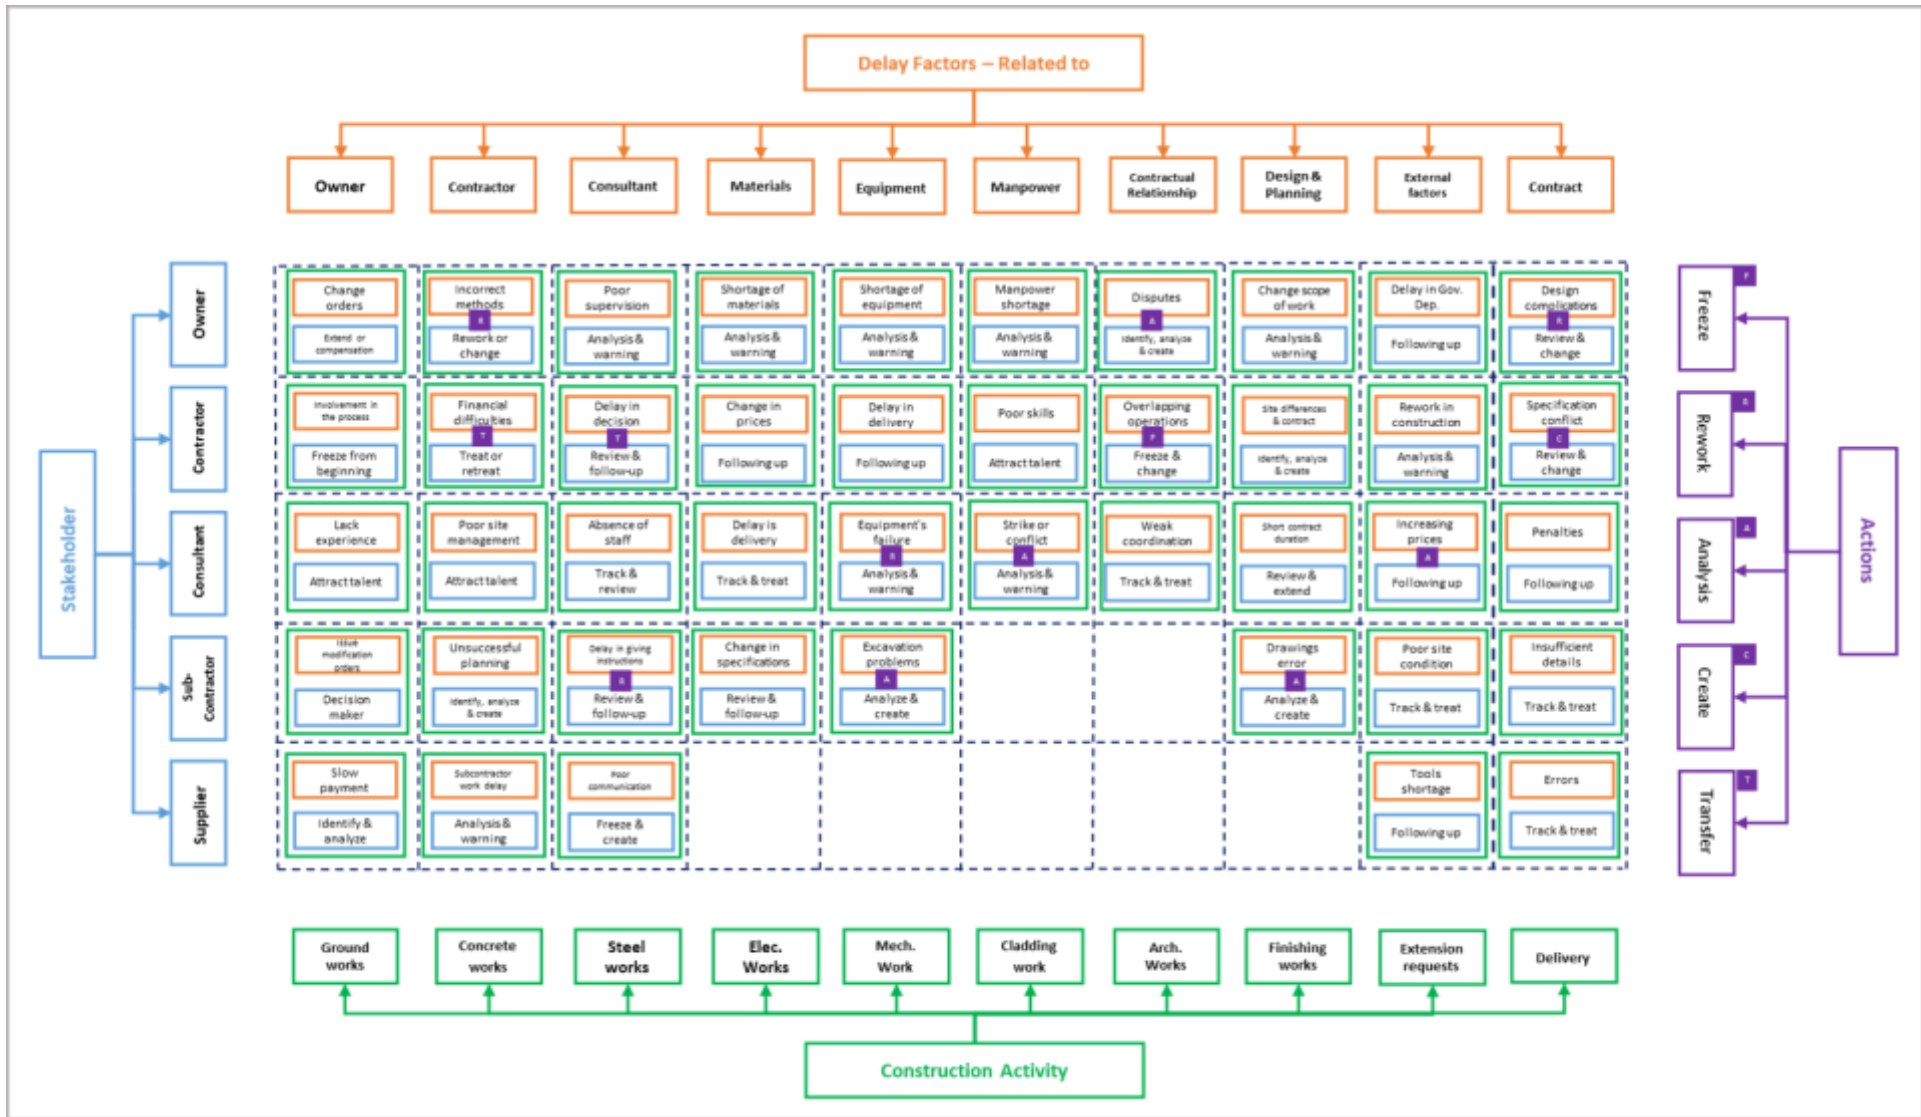 Delay Factors – Related to
Owner
Contractor
Consultant
Materials
Equipment
Manpower
Contractual
Relationship
Design &
Planning
External
factors
Contract
Stakeholder
Owner
Contractor
Consultant
Sub-
Contractor
Supplier
Change
orders
Extend or
compensation
Incorrect
methods
R
Rework or
change
Poor
supervision
Analysis &
warning
Shortage of
materials
Analysis &
warning
Shortage of
equipment
Analysis &
warning
Manpower
shortage
Analysis &
warning
Disputes
A
Identify, analyze
& create
Change scope
of work
Analysis &
warning
Delay in Gov.
Dep.
Following up
Design
complications
R
Review &
change
Involvement in
the process
Freeze from
beginning
Financial
difficulties
T
Treat or
retreat
Delay in
decision
T
Review &
follow-up
Change in
prices
Following up
Delay in
delivery
Following up
Poor skills
Attract talent
Overlapping
operations
F
Freeze &
change
Site differences
& contract
Identify, analyze
& create
Rework in
construction
Analysis &
warning
Specification
conflict
C
Review &
change
Lack
experience
Attract talent
Poor site
management
Attract talent
Absence of
staff
Track &
review
Delay is
delivery
Track & treat
Equipment's
failure
R
Analysis &
warning
Strike or
conflict
A
Analysis &
warning
Weak
coordination
Track & treat
Short contract
duration
Review &
extend
Increasing
prices
A
Following up
Penalties
Following up
Issue
modification
orders
Decision
maker
Unsuccessful
planning
Identify, analyze
& create
Delay in giving
instructions
R
Review &
follow-up
Change in
specifications
Review &
follow-up
Excavation
problems
A
Analyze &
create
Drawings
error
A
Analyze &
create
Poor site
condition
Track & treat
Insufficient
details
Track & treat
Slow
payment
Identify &
analyze
Subcontractor
work delay
Analysis &
warning
Poor
communication
Freeze &
create
Tools
shortage
Following up
Errors
Track & treat
F
Freeze
R
Rework
A
Analysis
C
Create
T
Transfer
Actions
Ground
works
Concrete
works
Steel
works
Elec.
Works
Mech.
Work
Cladding
work
Arch.
Works
Finishing
works
Extension
requests
Delivery
Construction Activity